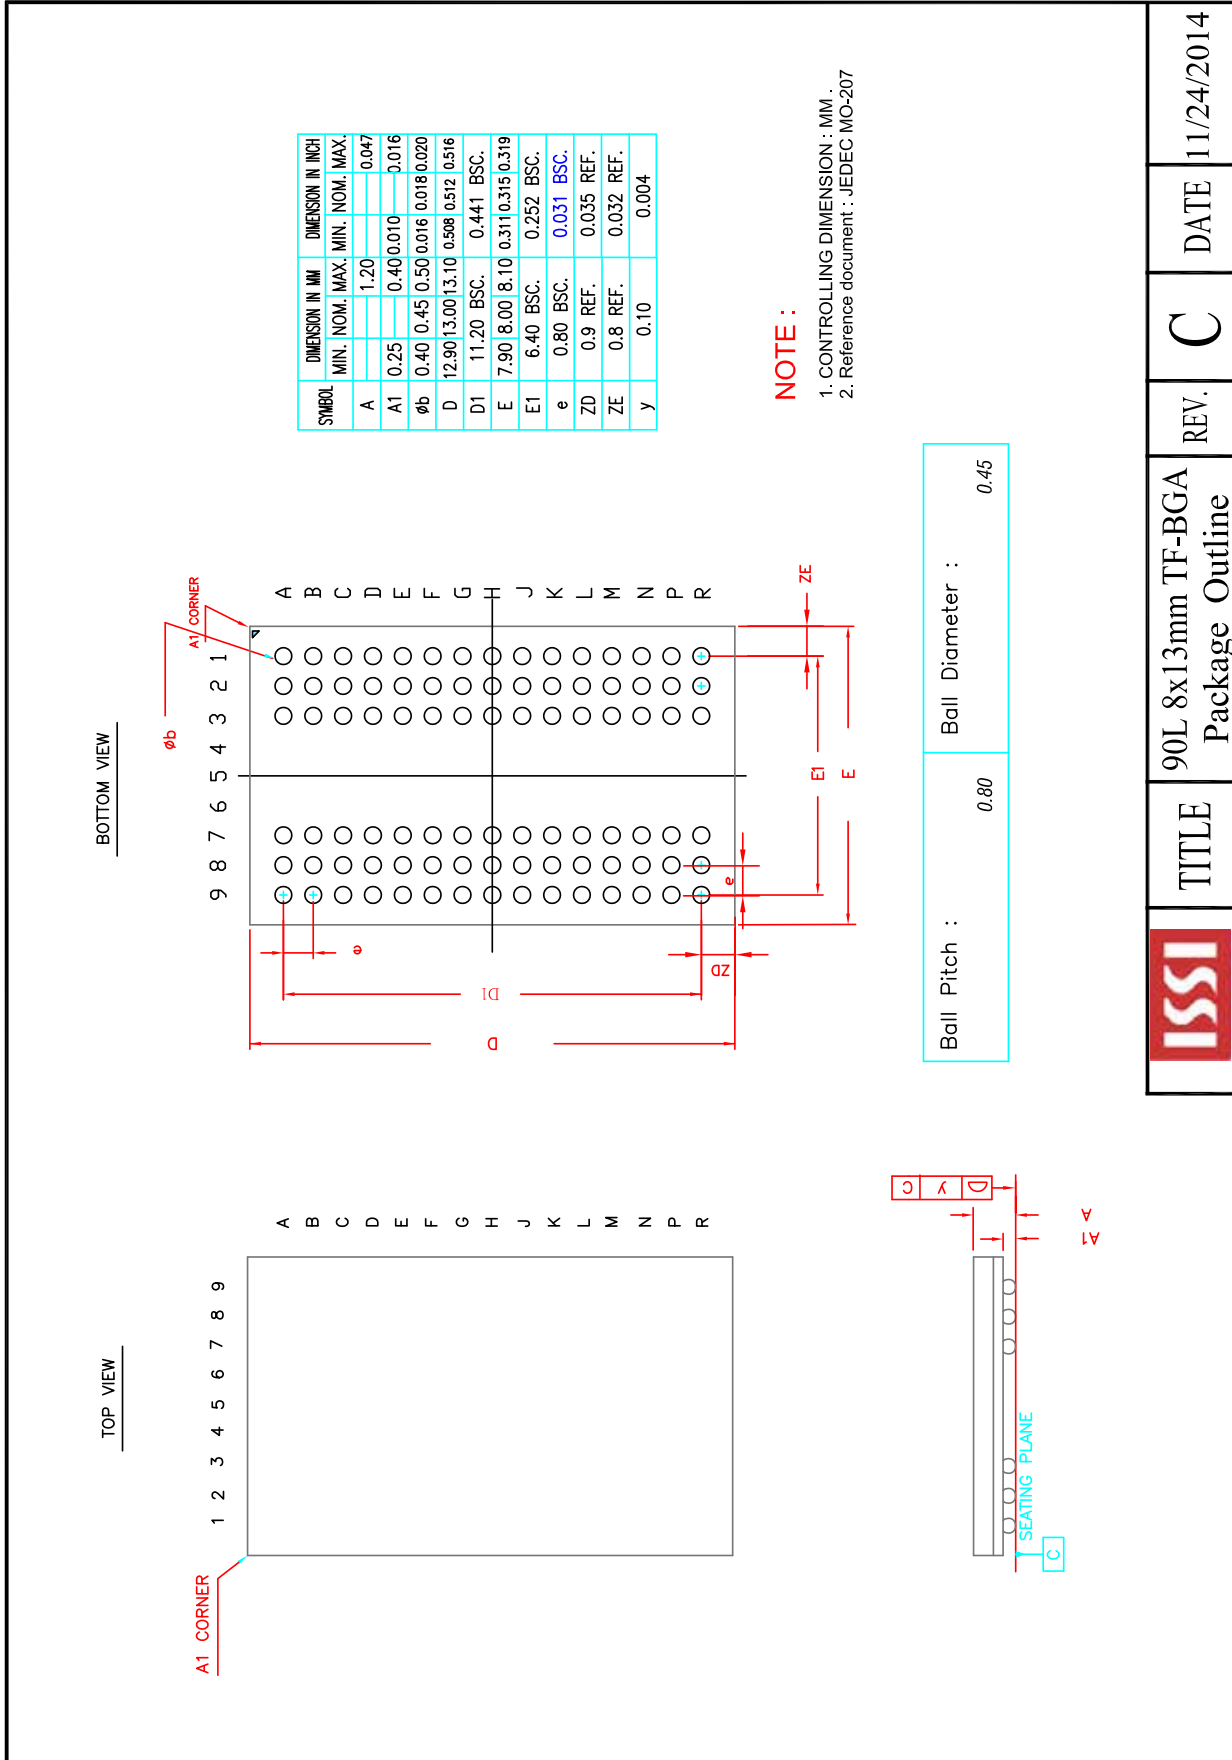 TOP VIEW
A1 CORNER
1 2 3 4 5 6 7 8 9
A
B
C
D
E
F
G
H
J
K
L
M
N
P
R
BOTTOM VIEW
9 8 7 6 5 4 3 2 1
øb
A1 CORNER
A
B
C
D
E
F
G
H
J
K
L
M
N
P
R
e
D1
D
ZD
e
E1
E
ZE
SYMBOL DIMENSION IN MM DIMENSION IN INCH
MIN. NOM. MAX. MIN. NOM. MAX.
A 1.20 0.047
A1 0.25 0.40 0.010 0.016
øb 0.40 0.45 0.50 0.016 0.018 0.020
D 12.90 13.00 13.10 0.508 0.512 0.516
D1 11.20 BSC. 0.441 BSC.
E 7.90 8.00 8.10 0.311 0.315 0.319
E1 6.40 BSC. 0.252 BSC.
e 0.80 BSC. 0.031 BSC.
ZD 0.9 REF. 0.035 REF.
ZE 0.8 REF. 0.032 REF.
y 0.10 0.004
NOTE :
1. CONTROLLING DIMENSION : MM .
2. Reference document : JEDEC MO-207
Ball Pitch : 0.80 Ball Diameter : 0.45
SEATING PLANE
C
D y C
A
A1
ISSI
TITLE
90L 8x13mm TF-BGA
Package Outline
REV.
C
DATE
11/24/2014